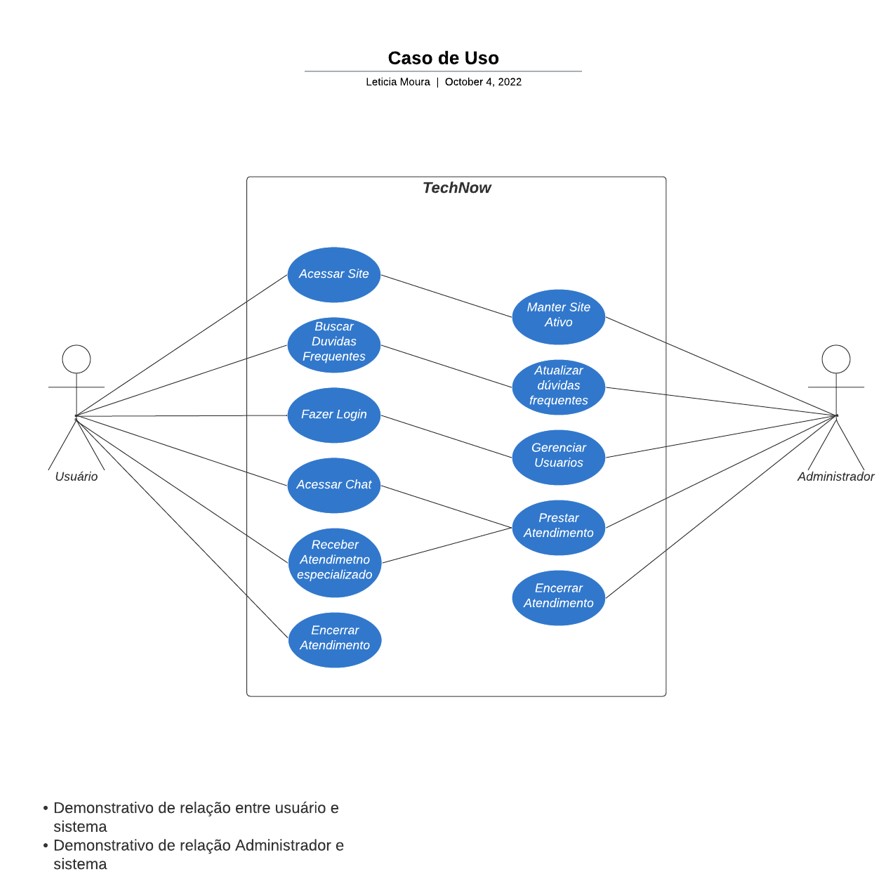 Caso de Uso
Leticia Moura | October 4, 2022
TechNow
Acessar Site
Buscar
Duvidas
Frequentes
Fazer Login
Acessar Chat
Receber
Atendimetno
especializado
Encerrar
Atendimento
Manter Site
Ativo
Atualizar
dúvidas
frequentes
Gerenciar
Usuarios
Prestar
Atendimento
Encerrar
Atendimento
Usuário
Administrador
• Demonstrativo de relação entre usuário e
sistema
• Demonstrativo de relação Administrador e
sistema